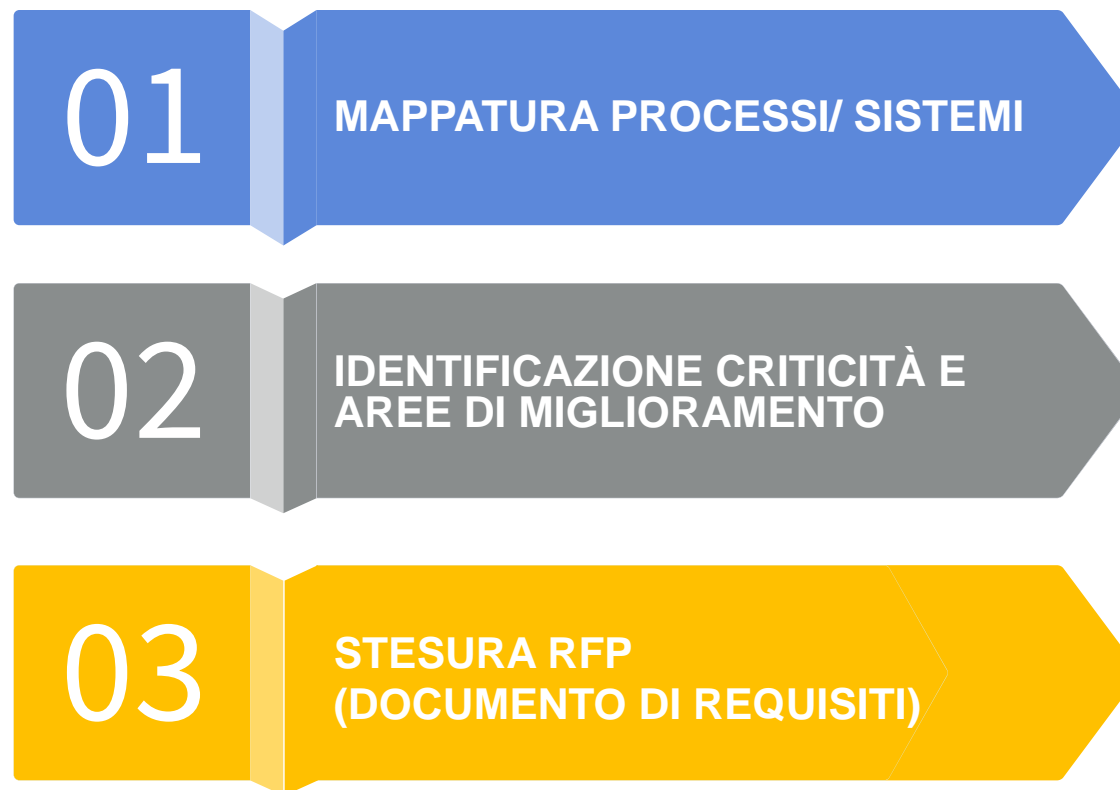 01
MAPPATURA PROCESSI/ SISTEMI
02
IDENTIFICAZIONE CRITICITÀ E
AREE DI MIGLIORAMENTO
03
STESURA RFP
(DOCUMENTO DI REQUISITI)